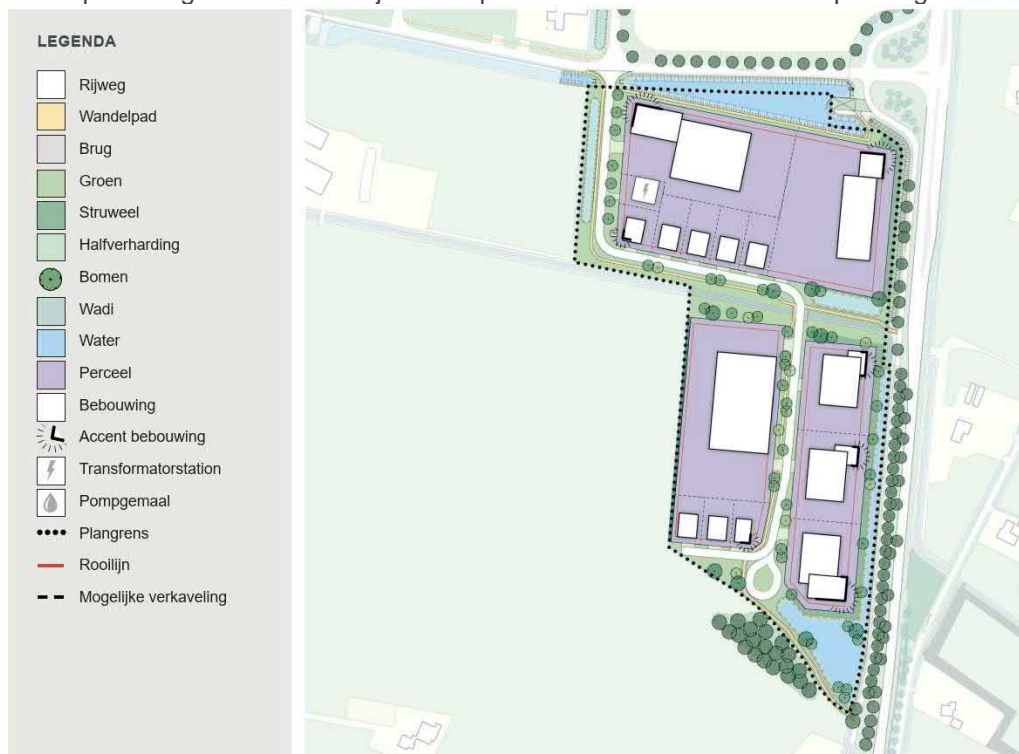 LEGENDA
Rijweg
Wandelpad
Brug
Groen
Struweel
Halfverharding
Bomen
Wadi
Water
Perceel
Bebouwing
Accent bebouwing
Transformatorstation
Pompgemaal
Plangrens
Rooilijn
Mogelijke verkaveling